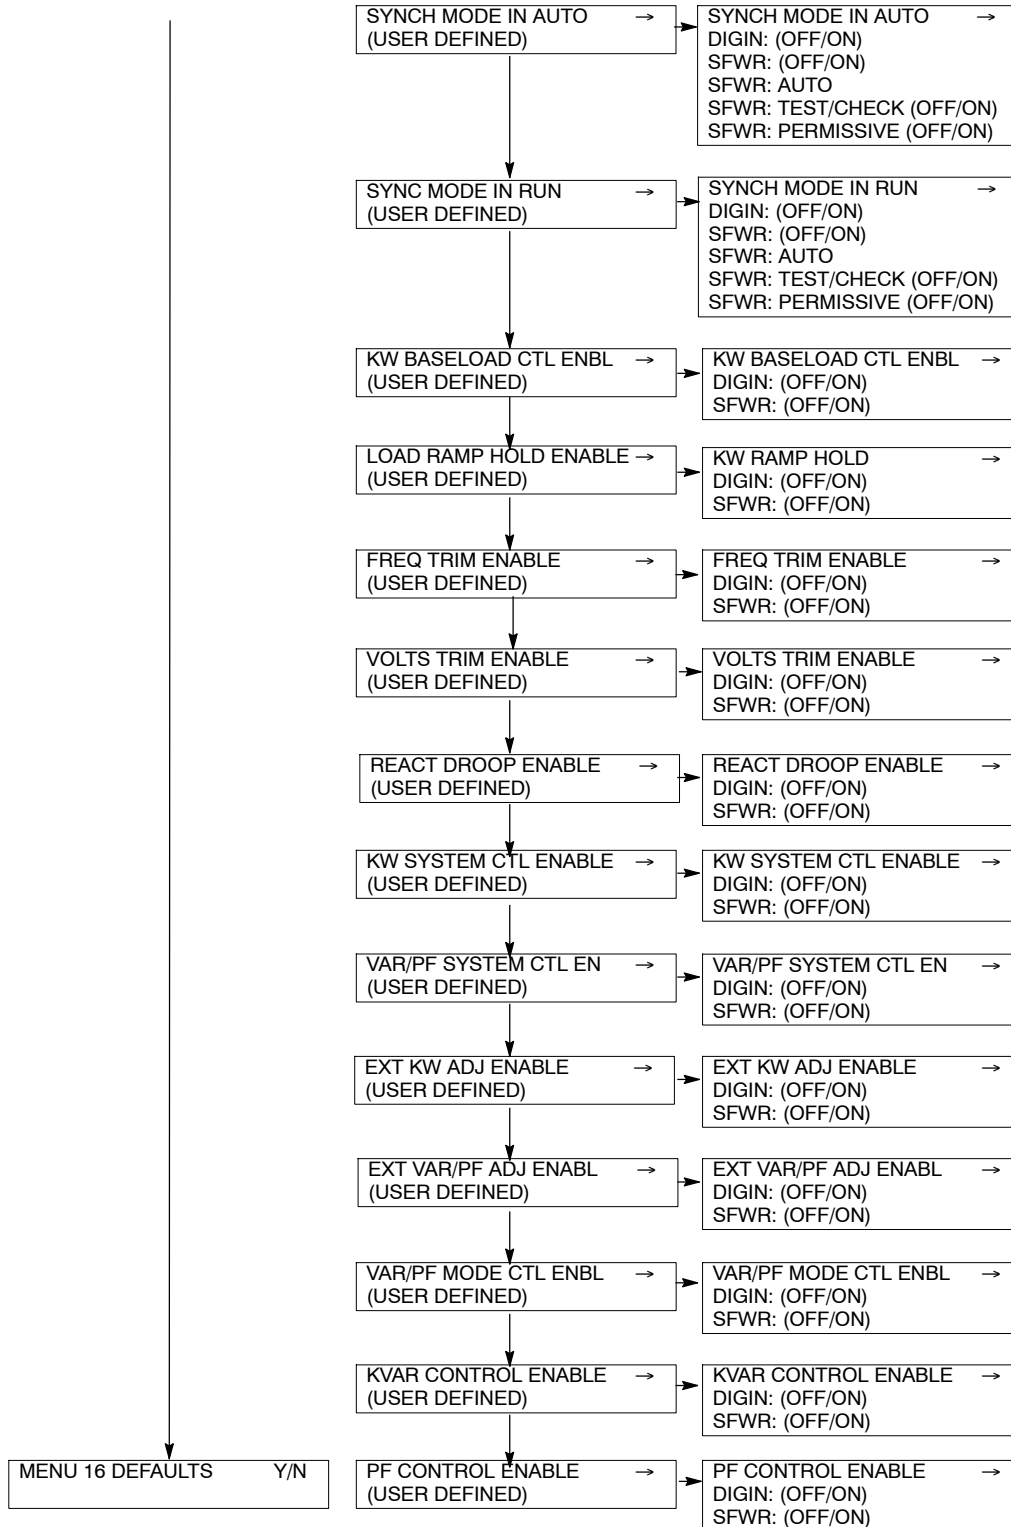 SYNCH MODE IN AUTO →
(USER DEFINED)
SYNCH MODE IN AUTO →
DIGIN: (OFF/ON)
SFWR: (OFF/ON)
SFWR: AUTO
SFWR: TEST/CHECK (OFF/ON)
SFWR: PERMISSIVE (OFF/ON)
SYNC MODE IN RUN →
(USER DEFINED)
SYNCH MODE IN RUN →
DIGIN: (OFF/ON)
SFWR: (OFF/ON)
SFWR: AUTO
SFWR: TEST/CHECK (OFF/ON)
SFWR: PERMISSIVE (OFF/ON)
KW BASELOAD CTL ENBL →
(USER DEFINED)
KW BASELOAD CTL ENBL →
DIGIN: (OFF/ON)
SFWR: (OFF/ON)
LOAD RAMP HOLD ENABLE →
(USER DEFINED)
KW RAMP HOLD →
DIGIN: (OFF/ON)
SFWR: (OFF/ON)
FREQ TRIM ENABLE →
(USER DEFINED)
FREQ TRIM ENABLE →
DIGIN: (OFF/ON)
SFWR: (OFF/ON)
VOLTS TRIM ENABLE →
(USER DEFINED)
VOLTS TRIM ENABLE →
DIGIN: (OFF/ON)
SFWR: (OFF/ON)
REACT DROOP ENABLE →
(USER DEFINED)
REACT DROOP ENABLE →
DIGIN: (OFF/ON)
SFWR: (OFF/ON)
KW SYSTEM CTL ENABLE →
(USER DEFINED)
KW SYSTEM CTL ENABLE →
DIGIN: (OFF/ON)
SFWR: (OFF/ON)
VAR/PF SYSTEM CTL EN →
(USER DEFINED)
VAR/PF SYSTEM CTL EN →
DIGIN: (OFF/ON)
SFWR: (OFF/ON)
EXT KW ADJ ENABLE →
(USER DEFINED)
EXT KW ADJ ENABLE →
DIGIN: (OFF/ON)
SFWR: (OFF/ON)
EXT VAR/PF ADJ ENABL →
(USER DEFINED)
EXT VAR/PF ADJ ENABL →
DIGIN: (OFF/ON)
SFWR: (OFF/ON)
VAR/PF MODE CTL ENBL →
(USER DEFINED)
VAR/PF MODE CTL ENBL →
DIGIN: (OFF/ON)
SFWR: (OFF/ON)
KVAR CONTROL ENABLE →
(USER DEFINED)
KVAR CONTROL ENABLE →
DIGIN: (OFF/ON)
SFWR: (OFF/ON)
MENU 16 DEFAULTS Y/N
PF CONTROL ENABLE →
(USER DEFINED)
PF CONTROL ENABLE →
DIGIN: (OFF/ON)
SFWR: (OFF/ON)